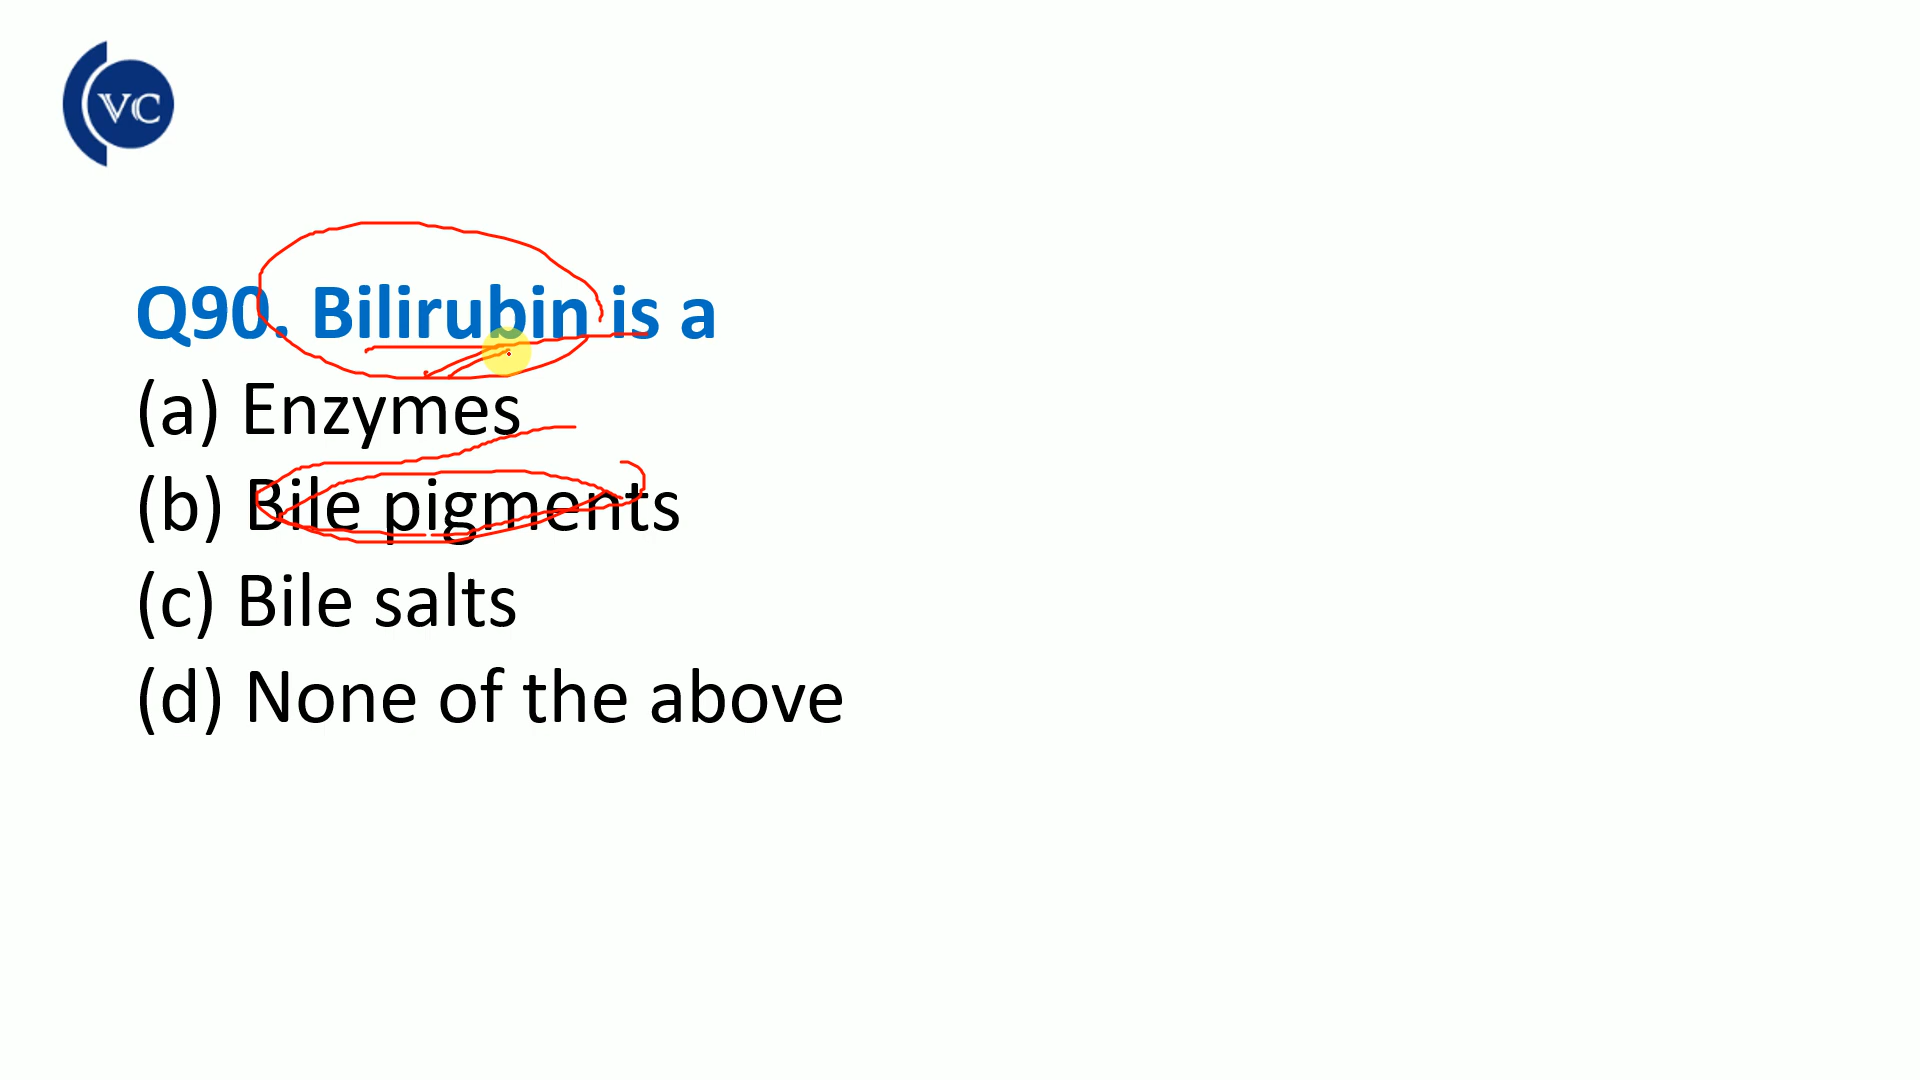 VC
Q90. Bilirubin is a
(a) Enzymes
(b) Bile pigments
(c) Bile salts
(d) None of the above